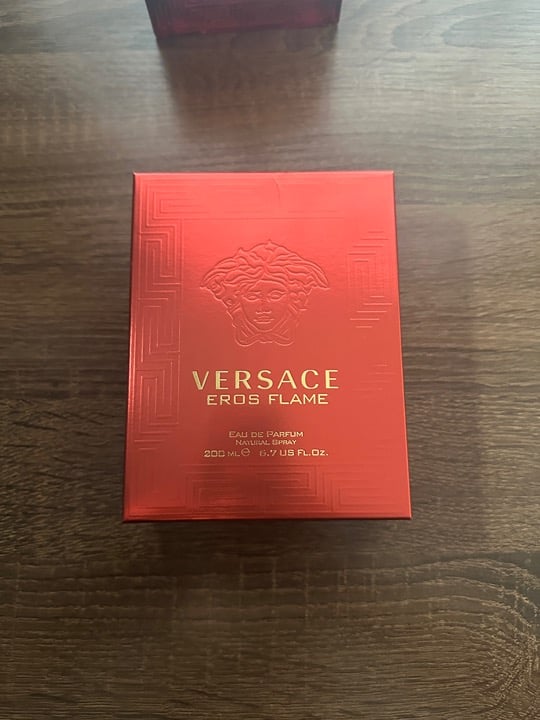 VERSACE
EROS FLAME
EAU DE PARFUM
NATURAL SPRAY
200 ML℮ 6.7 US FL.OZ.